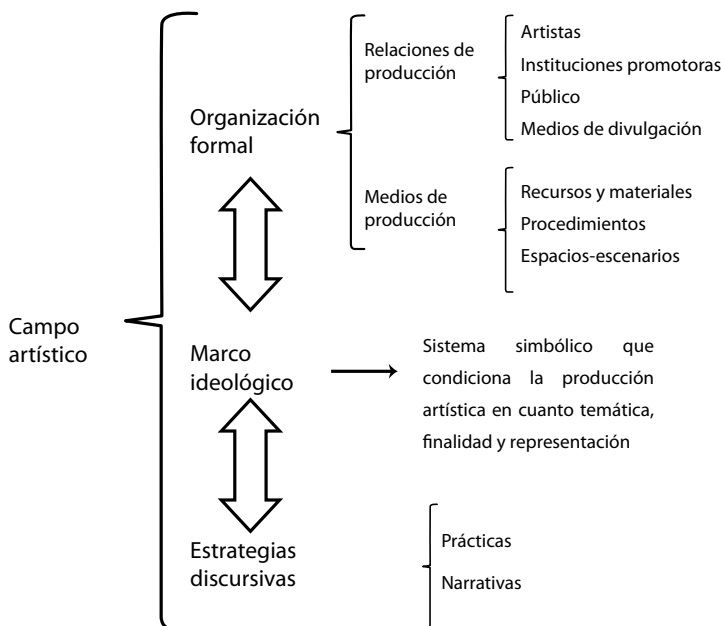 Campo
artístico
Organización
formal
Relaciones de
producción
Artistas
Instituciones promotoras
Público
Medios de divulgación
Medios de
producción
Recursos y materiales
Procedimientos
Espacios-escenarios
Marco
ideológico
Sistema simbólico que
condiciona la producción
artística en cuanto temática,
finalidad y representación
Estrategias
discursivas
Prácticas
Narrativas